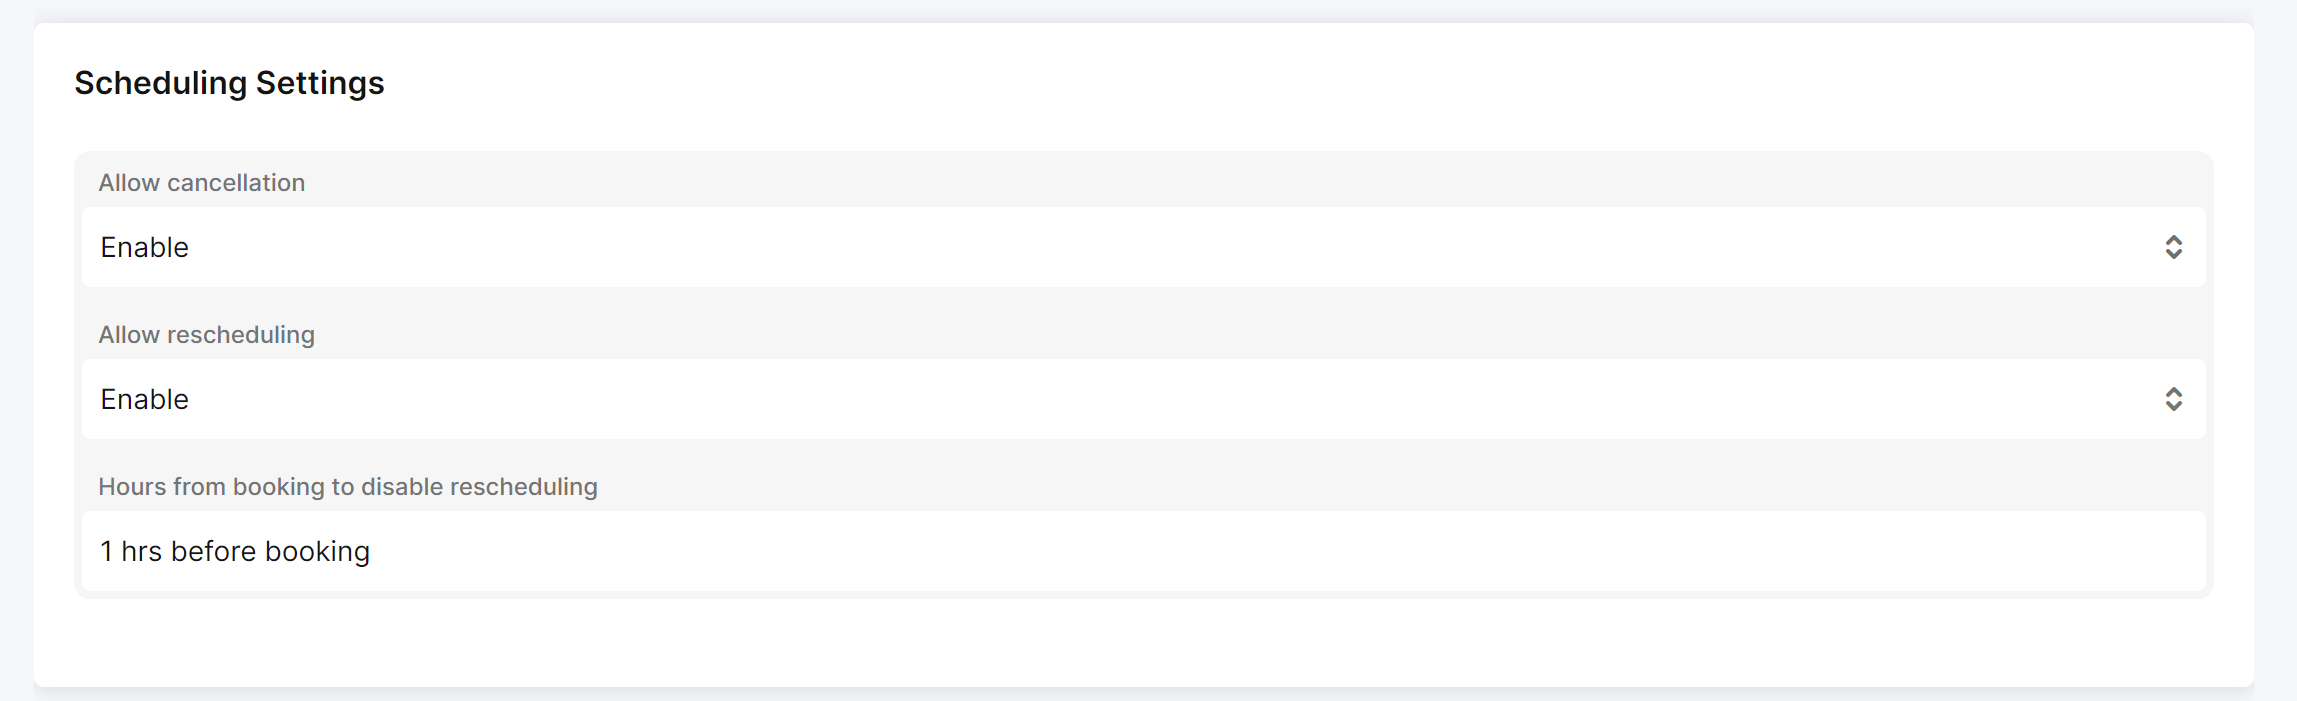 Scheduling Settings
Allow cancellation
Enable
Allow rescheduling
Enable
Hours from booking to disable rescheduling
1 hrs before booking